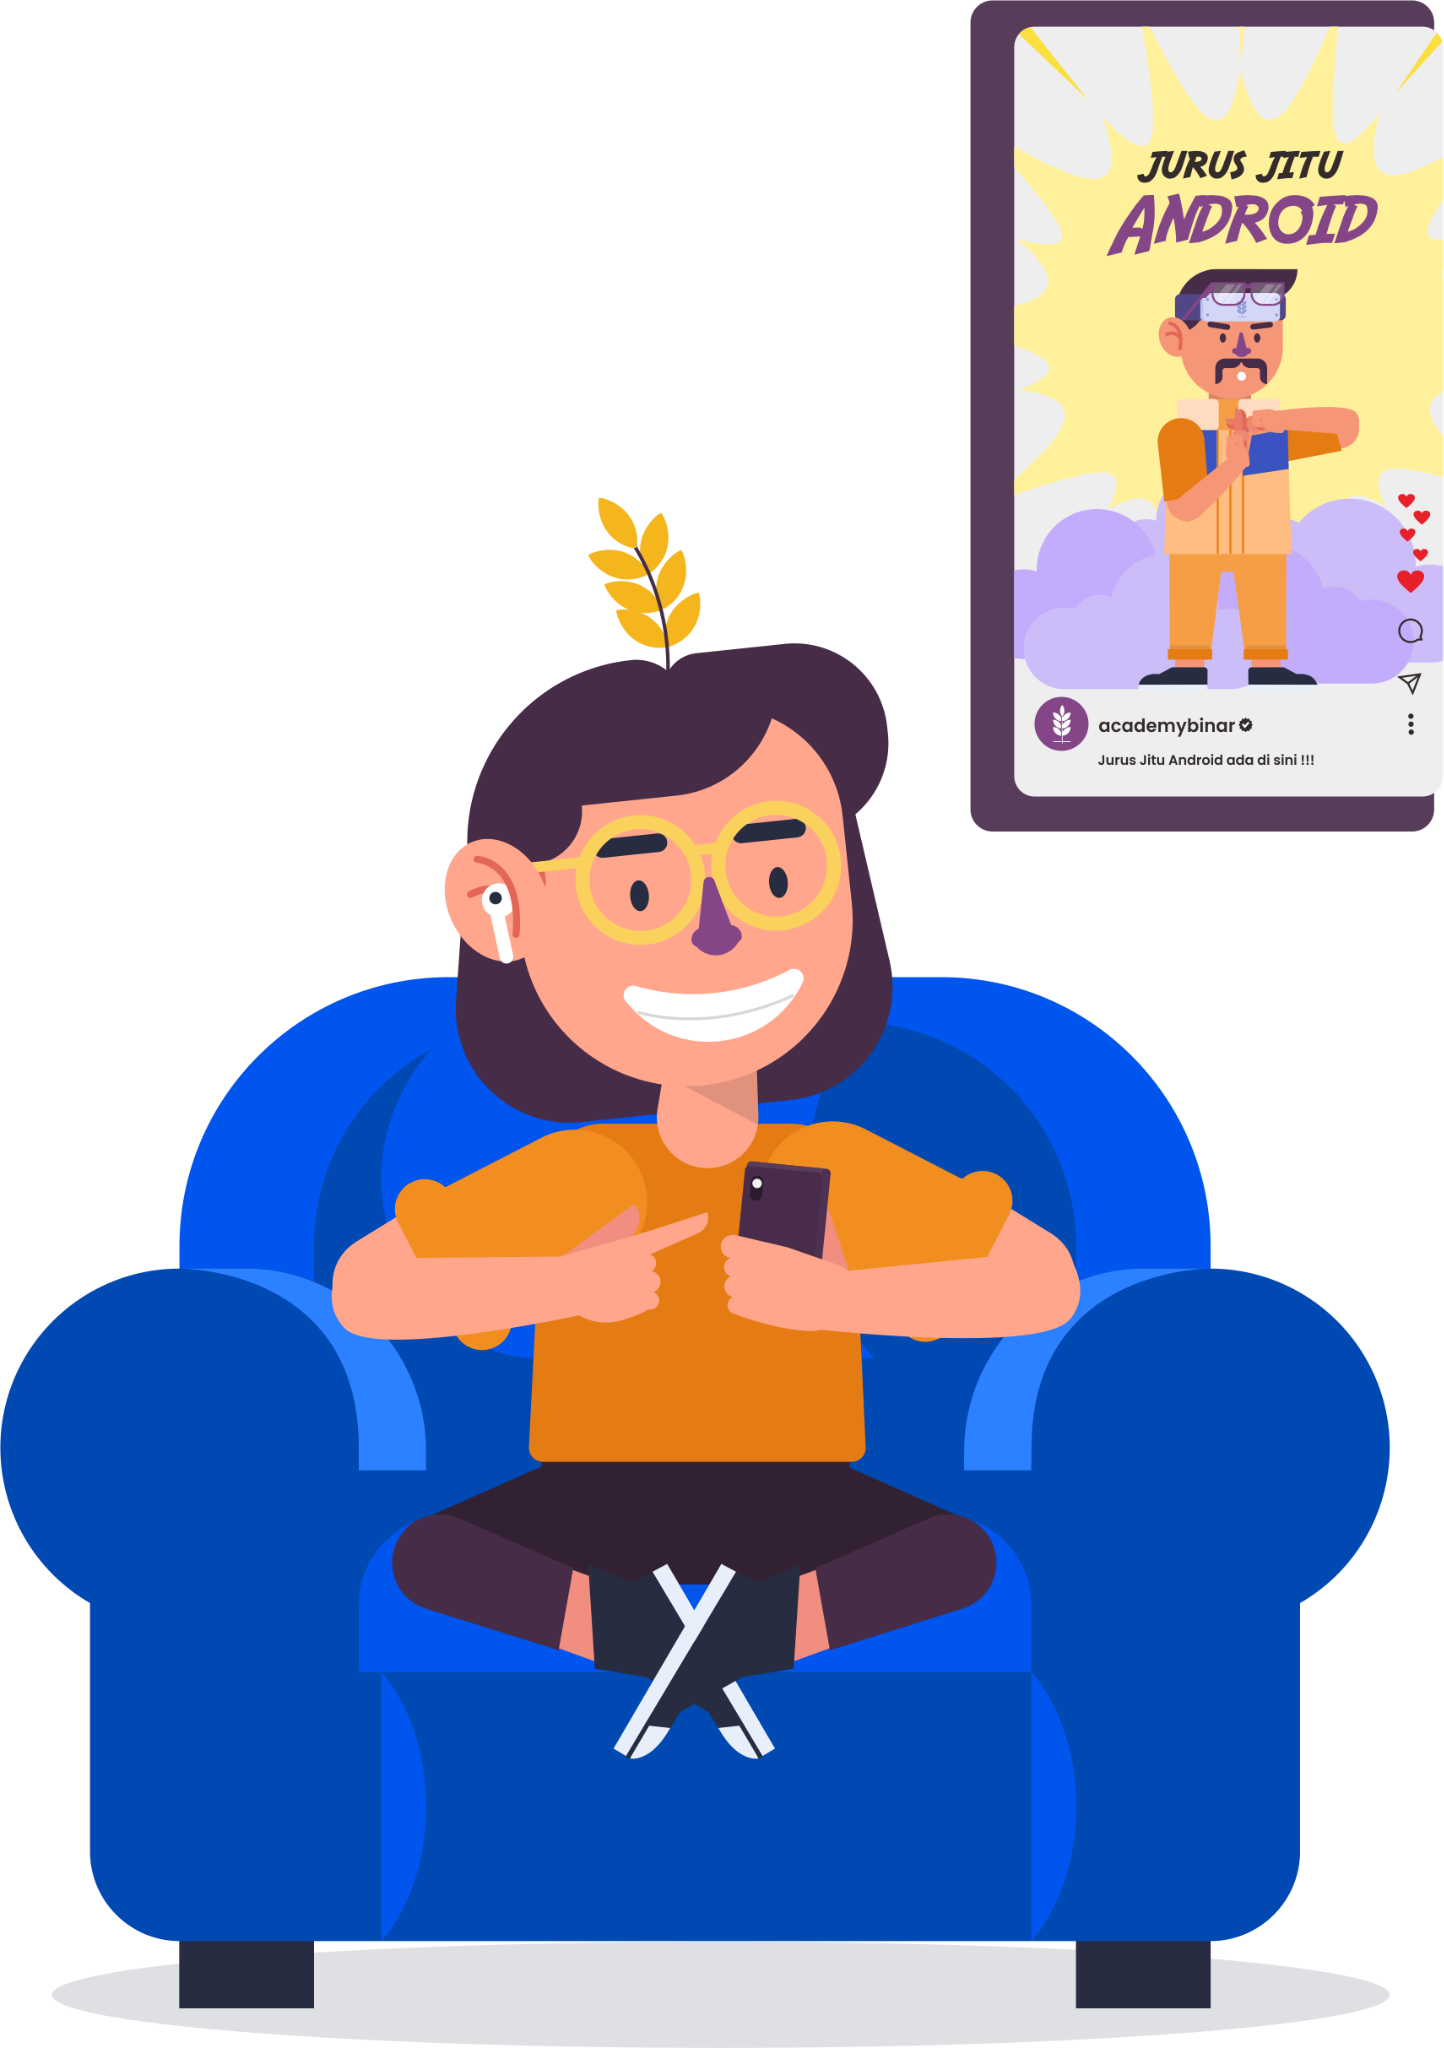 JURUS JITU
ANDROID
academybinar
Jurus Jitu Android ada di sini !!!